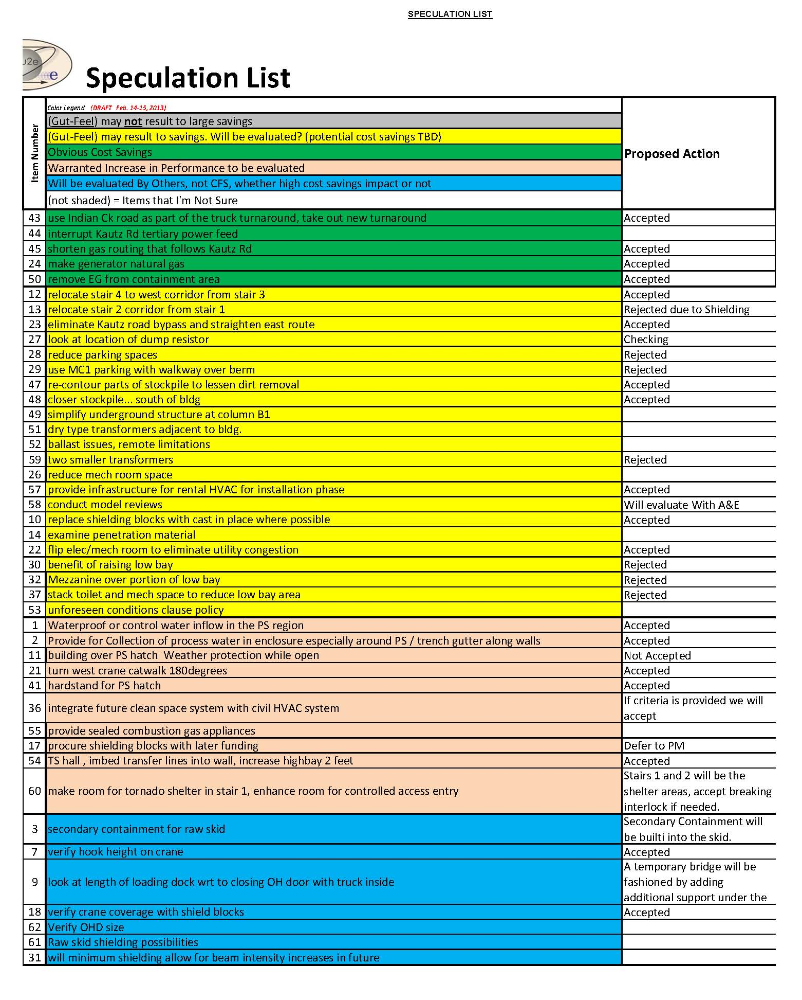 SPECULATION LIST
u2e
e
Speculation List
Item Number
Color Legend (DRAFT Feb. 14-15, 2013)
(Gut-Feel) may not result to large savings
(Gut-Feel) may result to savings. Will be evaluated? (potential cost savings TBD)
Obvious Cost Savings
Warranted Increase in Performance to be evaluated
Will be evaluated By Others, not CFS, whether high cost savings impact or not
(not shaded) = Items that I'm Not Sure
Proposed Action
43 use Indian Ck road as part of the truck turnaround, take out new turnaround Accepted
44 interrupt Kautz Rd tertiary power feed
45 shorten gas routing that follows Kautz Rd Accepted
24 make generator natural gas Accepted
50 remove EG from containment area Accepted
12 relocate stair 4 to west corridor from stair 3 Accepted
13 relocate stair 2 corridor from stair 1 Rejected due to Shielding
23 eliminate Kautz road bypass and straighten east route Accepted
27 look at location of dump resistor Checking
28 reduce parking spaces Rejected
29 use MC1 parking with walkway over berm Rejected
47 re-contour parts of stockpile to lessen dirt removal Accepted
48 closer stockpile... south of bldg Accepted
49 simplify underground structure at column B1
51 dry type transformers adjacent to bldg.
52 ballast issues, remote limitations
59 two smaller transformers Rejected
26 reduce mech room space
57 provide infrastructure for rental HVAC for installation phase Accepted
58 conduct model reviews Will evaluate With A&E
10 replace shielding blocks with cast in place where possible Accepted
14 examine penetration material
22 flip elec/mech room to eliminate utility congestion Accepted
30 benefit of raising low bay Rejected
32 Mezzanine over portion of low bay Rejected
37 stack toilet and mech space to reduce low bay area Rejected
53 unforeseen conditions clause policy
1 Waterproof or control water inflow in the PS region Accepted
2 Provide for Collection of process water in enclosure especially around PS / trench gutter along walls Accepted
11 building over PS hatch Weather protection while open Not Accepted
21 turn west crane catwalk 180degrees Accepted
41 hardstand for PS hatch Accepted
36 integrate future clean space system with civil HVAC system If criteria is provided we will
accept
55 provide sealed combustion gas appliances
17 procure shielding blocks with later funding Defer to PM
54 TS hall , imbed transfer lines into wall, increase highbay 2 feet Accepted
60 make room for tornado shelter in stair 1, enhance room for controlled access entry Stairs 1 and 2 will be the
shelter areas, accept breaking
interlock if needed.
3 secondary containment for raw skid Secondary Containment will
be builti into the skid.
7 verify hook height on crane Accepted
9 look at length of loading dock wrt to closing OH door with truck inside A temporary bridge will be
fashioned by adding
additional support under the
18 verify crane coverage with shield blocks Accepted
62 Verify OHD size
61 Raw skid shielding possibilities
31 will minimum shielding allow for beam intensity increases in future